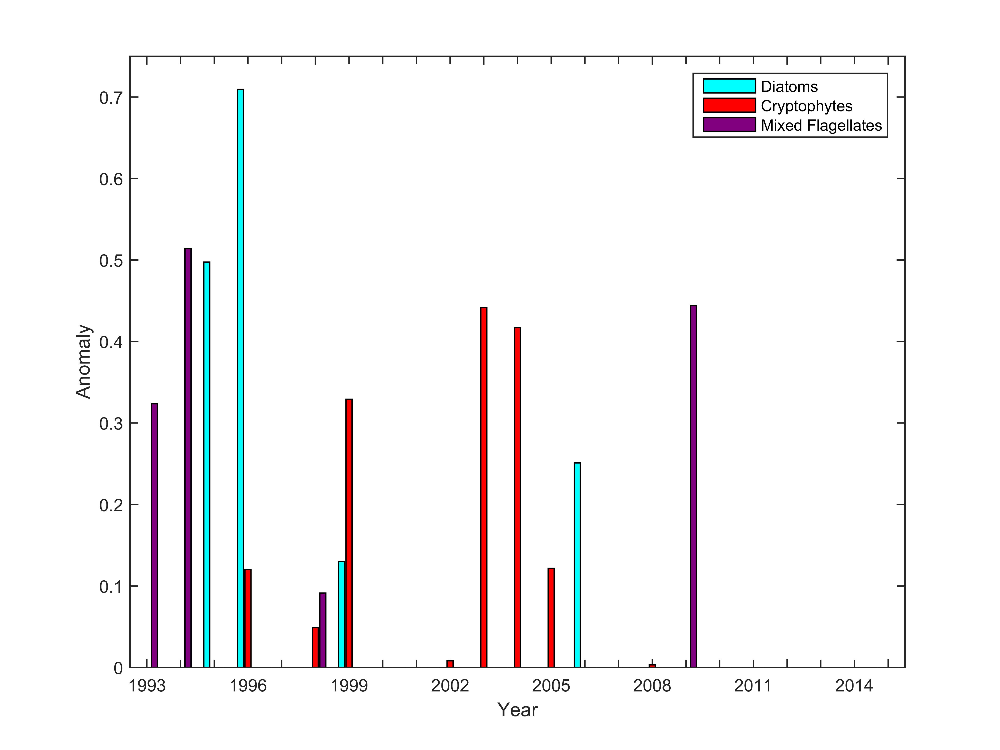 Diatoms
Cryptophytes
Mixed Flagellates
0.7
0.6
0.5
0.4
0.3
0.2
0.1
0
Anomaly
1993 1996 1999 2002 2005 2008 2011 2014
Year